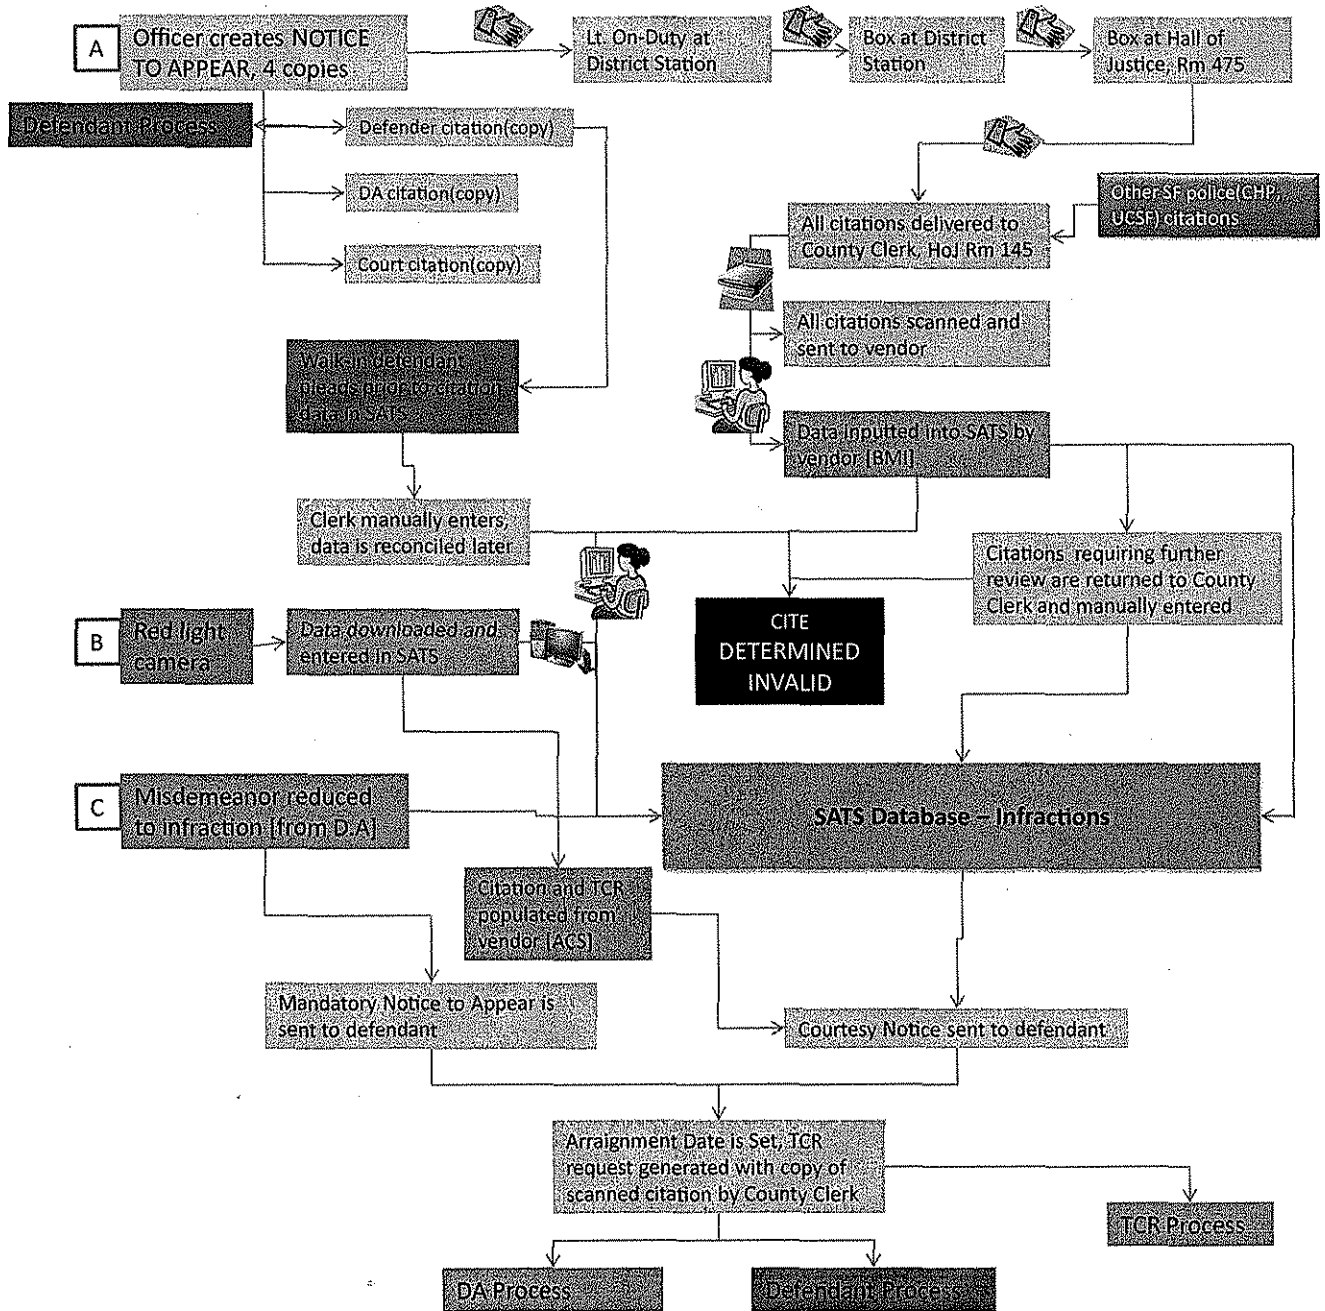 A
Officer creates NOTICE
TO APPEAR, 4 copies
Lt. On-Duty at
District Station
Box at District
Station
Box at Hall of
Justice, Rm 475
Defendant Process
Defender citation(copy)
DA citation(copy)
Court citation(copy)
Other SF police(CHP,
UCSF) citations
All citations delivered to
County Clerk, HoJ Rm 145
All citations scanned and
sent to vendor
Walk-in defendant
pleads prior to citation
data in SATS
Data inputted into SATS by
vendor [BMI]
Clerk manually enters,
data is reconciled later
Citations requiring further
review are returned to County
Clerk and manually entered
B
Red light
camera
Data downloaded and
entered in SATS
CITE
DETERMINED
INVALID
C
Misdemeanor reduced
to infraction [from D.A]
SATS Database – Infractions
Citation and TCR
populated from
vendor [ACS]
Mandatory Notice to Appear is
sent to defendant
Courtesy Notice sent to defendant
Arraignment Date is Set, TCR
request generated with copy of
scanned citation by County Clerk
TCR Process
DA Process
Defendant Process